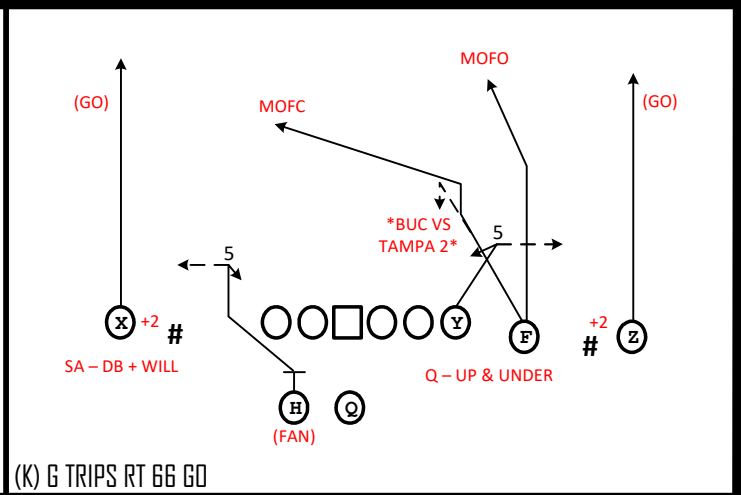 MOFO
(GO)
MOFC
(GO)
*BUC VS
TAMPA 2*
5
5
X
+2
#
Y
F
#
+2
Z
SA – DB + WILL
Q – UP & UNDER
H
Q
(FAN)
(K) G TRIPS RT 66 GO